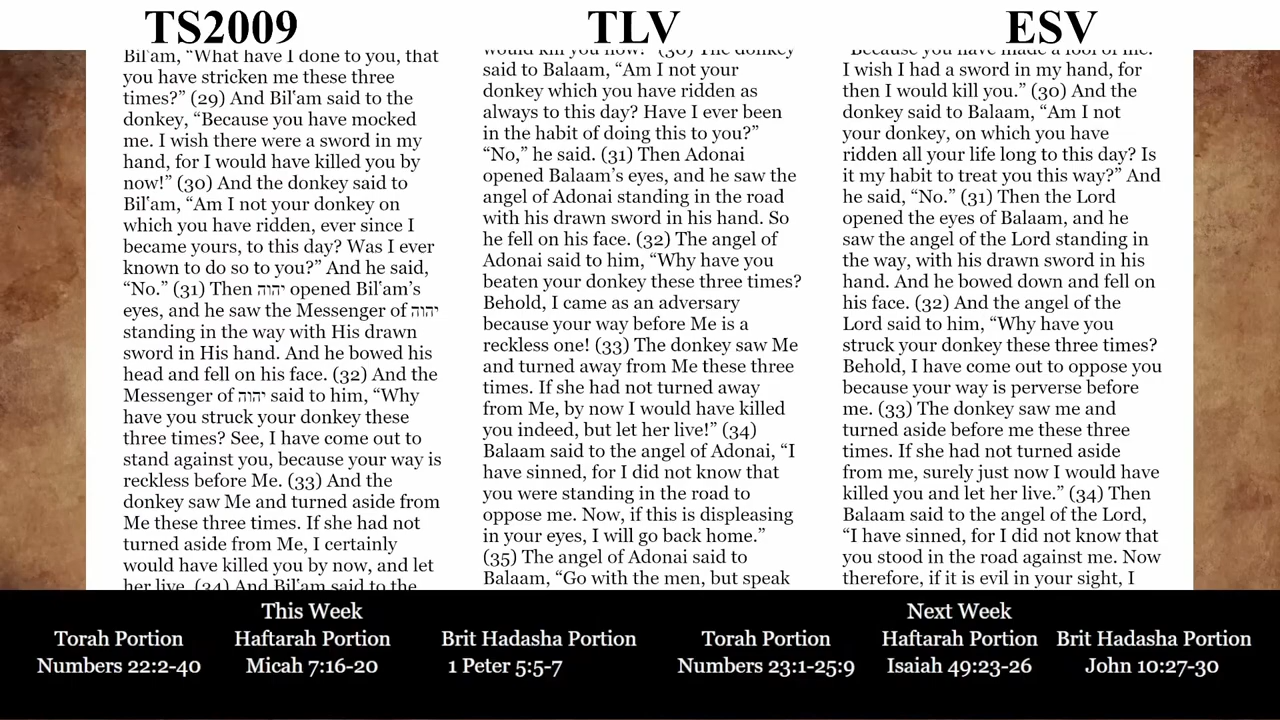 TS2009
Bil‛am, “What have I done to you, that
you have stricken me these three
times?” (29) And Bil‛am said to the
donkey, “Because you have mocked
me. I wish there were a sword in my
hand, for I would have killed you by
now!” (30) And the donkey said to
Bil‛am, “Am I not your donkey on
which you have ridden, ever since I
became yours, to this day? Was I ever
known to do so to you?” And he said,
“No.” (31) Then יהוה opened Bil‛am’s
eyes, and he saw the Messenger of יהוה
standing in the way with His drawn
sword in His hand. And he bowed his
head and fell on his face. (32) And the
Messenger of יהוה said to him, “Why
have you struck your donkey these
three times? See, I have come out to
stand against you, because your way is
reckless before Me. (33) And the
donkey saw Me and turned aside from
Me these three times. If she had not
turned aside from Me, I certainly
would have killed you by now, and let
her live. (34) And Bil‛am said to the
TLV
would kill you now!” (30) The donkey
said to Balaam, “Am I not your
donkey which you have ridden as
always to this day? Have I ever been
in the habit of doing this to you?”
“No,” he said. (31) Then Adonai
opened Balaam’s eyes, and he saw the
angel of Adonai standing in the road
with his drawn sword in his hand. So
he fell on his face. (32) The angel of
Adonai said to him, “Why have you
beaten your donkey these three times?
Behold, I came as an adversary
because your way before Me is a
reckless one! (33) The donkey saw Me
and turned away from Me these three
times. If she had not turned away
from Me, by now I would have killed
you indeed, but let her live!” (34)
Balaam said to the angel of Adonai, “I
have sinned, for I did not know that
you were standing in the road to
oppose me. Now, if this is displeasing
in your eyes, I will go back home.”
(35) The angel of Adonai said to
Balaam, “Go with the men, but speak
ESV
“Because you have made a fool of me.
I wish I had a sword in my hand, for
then I would kill you.” (30) And the
donkey said to Balaam, “Am I not
your donkey, on which you have
ridden all your life long to this day? Is
it my habit to treat you this way?” And
he said, “No.” (31) Then the Lord
opened the eyes of Balaam, and he
saw the angel of the Lord standing in
the way, with his drawn sword in his
hand. And he bowed down and fell on
his face. (32) And the angel of the
Lord said to him, “Why have you
struck your donkey these three times?
Behold, I have come out to oppose you
because your way is perverse before
me. (33) The donkey saw me and
turned aside before me these three
times. If she had not turned aside
from me, surely just now I would have
killed you and let her live.” (34) Then
Balaam said to the angel of the Lord,
“I have sinned, for I did not know that
you stood in the road against me. Now
therefore, if it is evil in your sight, I
This Week
Torah Portion
Numbers 22:2-40
Haftarah Portion
Micah 7:16-20
Brit Hadasha Portion
1 Peter 5:5-7
Next Week
Torah Portion
Numbers 23:1-25:9
Haftarah Portion
Isaiah 49:23-26
Brit Hadasha Portion
John 10:27-30